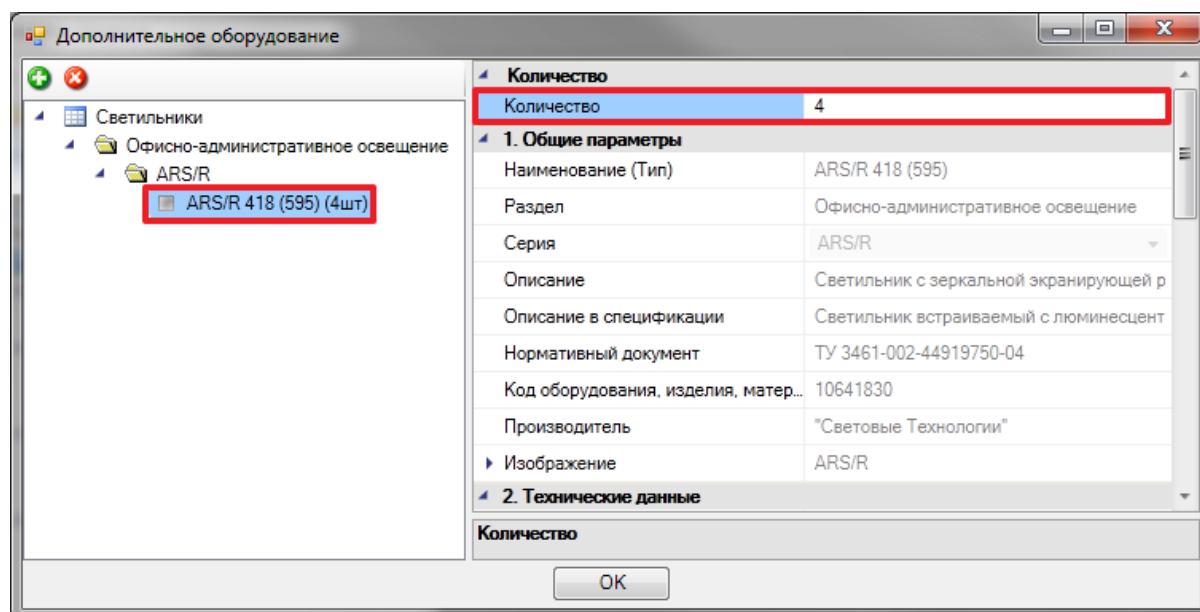 Дополнительное оборудование
Светильники
Офисно-административное освещение
ARS/R
ARS/R 418 (595) (4шт)
Количество
Количество 4
1. Общие параметры
Наименование (Тип) ARS/R 418 (595)
Раздел Офисно-административное освещение
Серия ARS/R
Описание Светильник с зеркальной экранирующей р
Описание в спецификации Светильник встраиваемый с люминесцент
Нормативный документ ТУ 3461-002-44919750-04
Код оборудования, изделия, матер... 10641830
Производитель "Световые Технологии"
Изображение ARS/R
2. Технические данные
Количество
OK